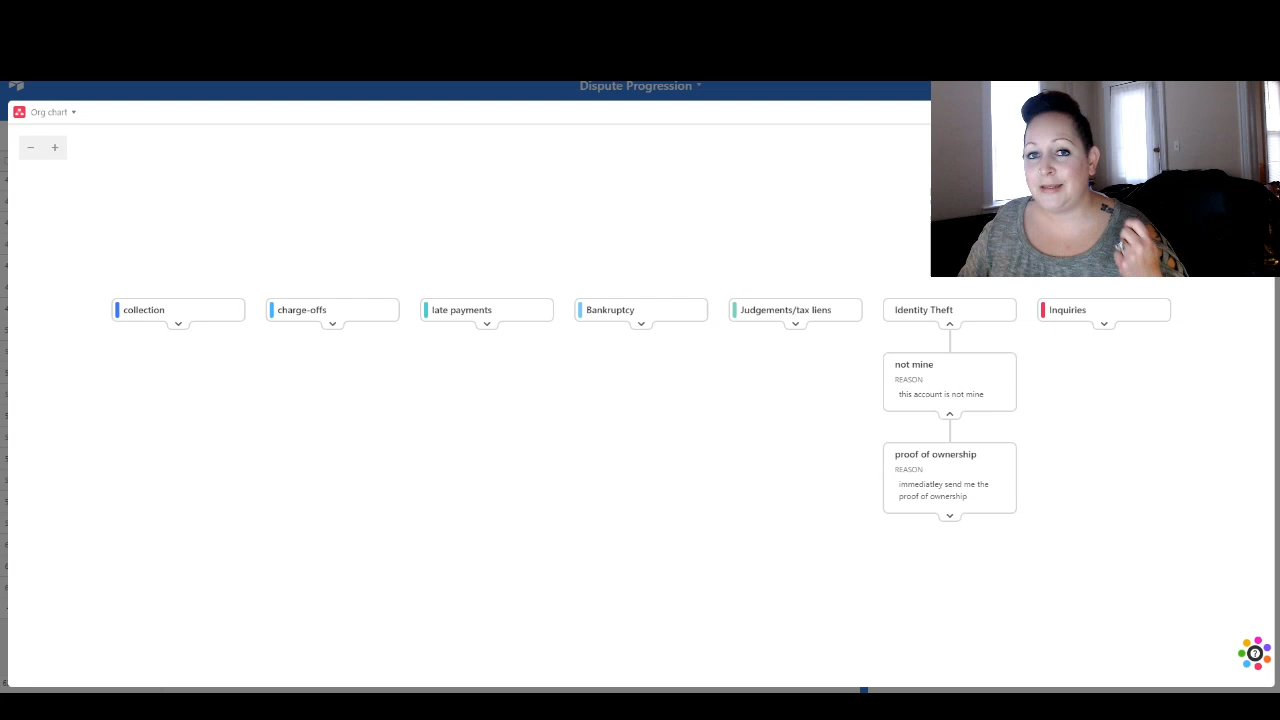 Dispute Progression
Org chart
collection
charge-offs
late payments
Bankruptcy
Judgements/tax liens
Identity Theft
Inquiries
not mine
REASON
this account is not mine
proof of ownership
REASON
immediatley send me the
proof of ownership